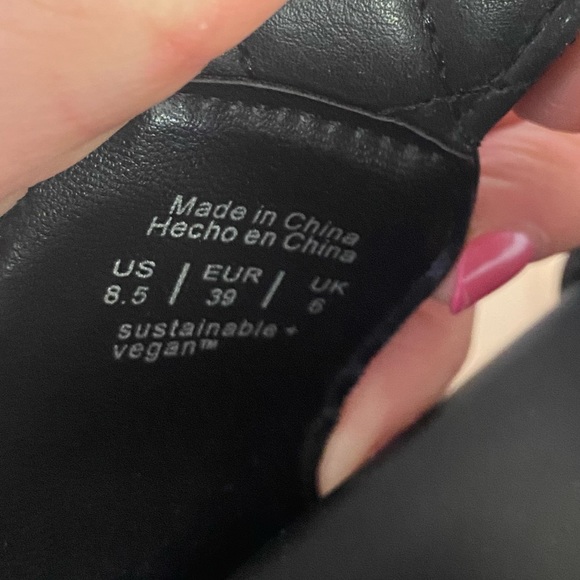 Made in China
Hecho en China
US / EUR / UK
8.5 / 39 / 6
sustainable +
vegan™